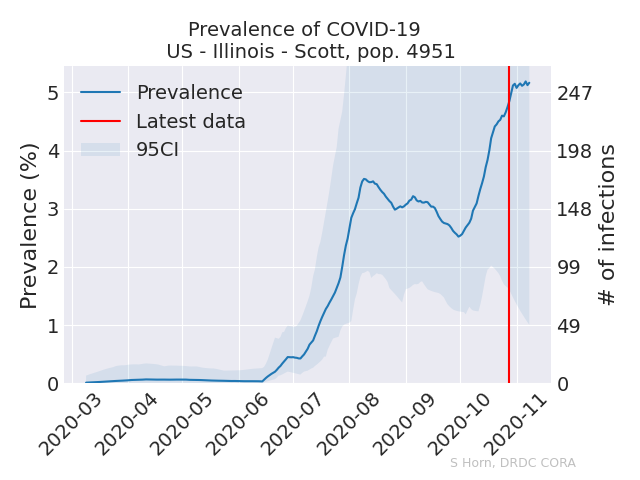 Prevalence of COVID-19
US - Illinois - Scott, pop. 4951
Prevalence
Latest data
95CI
Prevalence (%)
5
4
3
2
1
0
247
198
148
99
49
0
# of infections
2020-03
2020-04
2020-05
2020-06
2020-07
2020-08
2020-09
2020-10
2020-11
S Horn, DRDC CORA